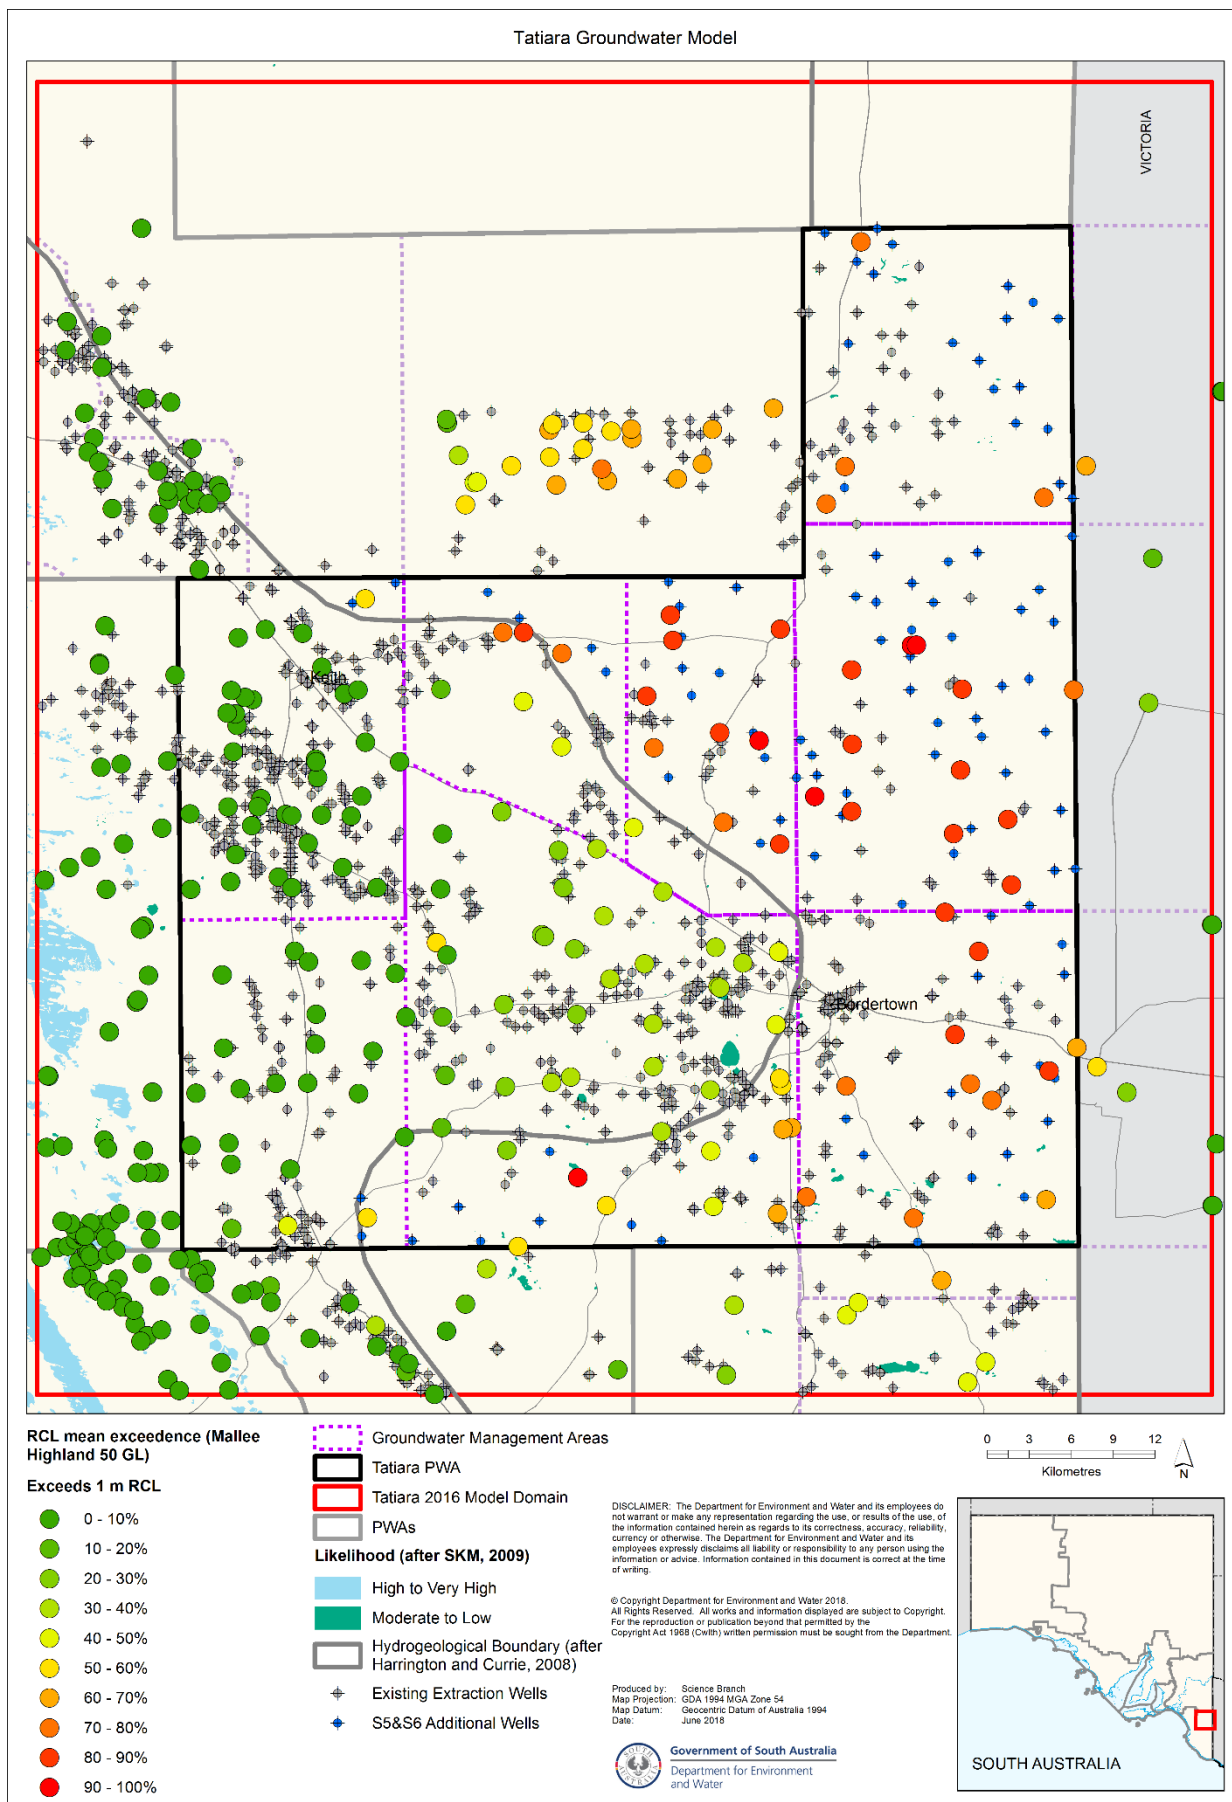 Tatiara Groundwater Model
VICTORIA
Keith
Bordertown
RCL mean exceedence (Mallee
Highland 50 GL)
Exceeds 1 m RCL
0 - 10%
10 - 20%
20 - 30%
30 - 40%
40 - 50%
50 - 60%
60 - 70%
70 - 80%
80 - 90%
90 - 100%
Groundwater Management Areas
Tatiara PWA
Tatiara 2016 Model Domain
PWAs
Likelihood (after SKM, 2009)
High to Very High
Moderate to Low
Hydrogeological Boundary (after
Harrington and Currie, 2008)
Existing Extraction Wells
S5&S6 Additional Wells
0 3 6 9 12
Kilometres
N
DISCLAIMER: The Department for Environment and Water and its employees do
not warrant or make any representation regarding the use, or results of the use, of
the information contained herein as regards to its correctness, accuracy, reliability,
currency or otherwise. The Department for Environment and Water and its
employees expressly disclaims all liability or responsibility to any person using the
information or advice. Information contained in this document is correct at the time
of writing.
© Copyright Department for Environment and Water 2018.
All Rights Reserved. All works and information displayed are subject to Copyright.
For the reproduction or publication beyond that permitted by the
Copyright Act 1968 (Cwlth) written permission must be sought from the Department.
Produced by: Science Branch
Map Projection: GDA 1994 MGA Zone 54
Map Datum: Geocentric Datum of Australia 1994
Date: June 2018
Government of South Australia
Department for Environment
and Water
SOUTH AUSTRALIA